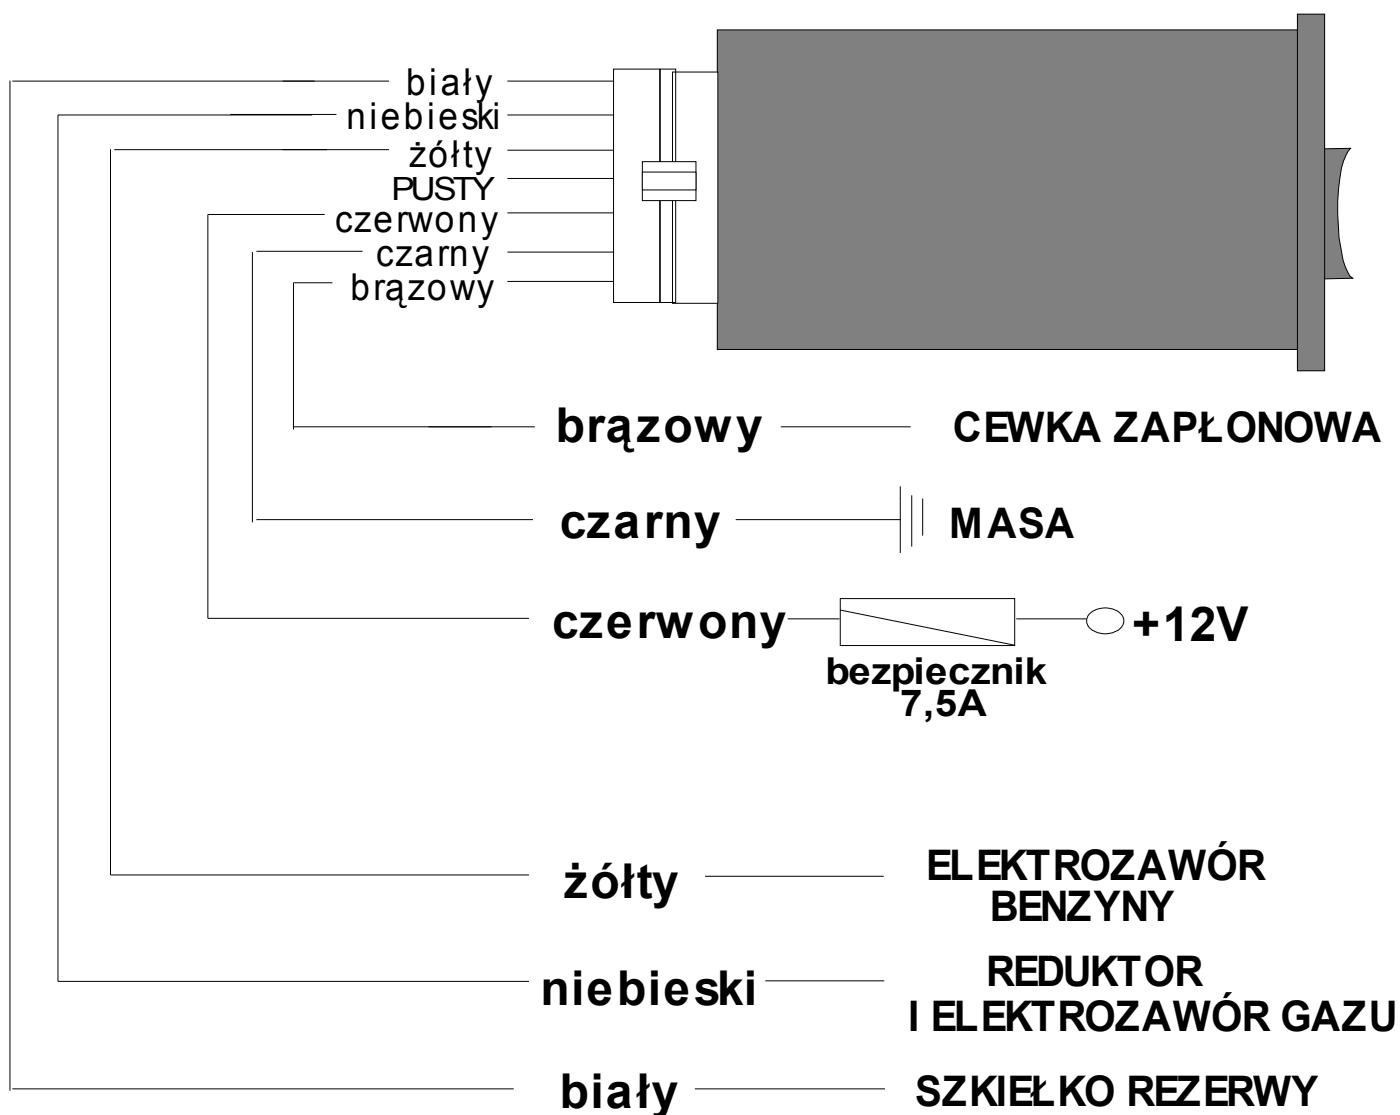 biały
niebieski
żółty
PUSTY
czerwony
czarny
brązowy
brązowy CEWKA ZAPŁONOWA
czarny MASA
czerwony +12V
bezpiecznik
7,5A
żółty ELEKTROZAWÓR
BENZYNY
niebieski REDUKTOR
I ELEKTROZAWÓR GAZU
biały SZKIEŁKO REZERWY